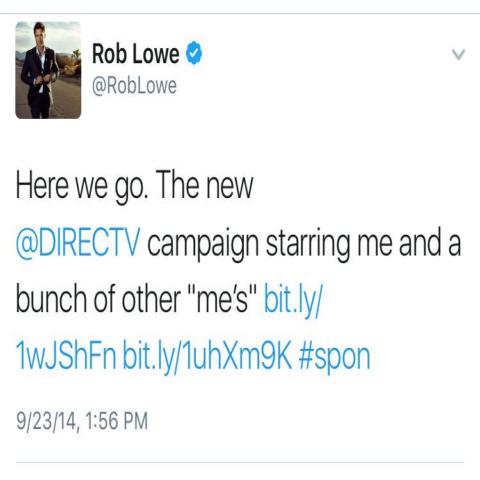 Rob Lowe
@RobLowe
Here we go. The new
@DIRECTV campaign starring me and a
bunch of other "me's" bit.ly/
1wJShFn bit.ly/1uhXm9K #spon
9/23/14, 1:56 PM